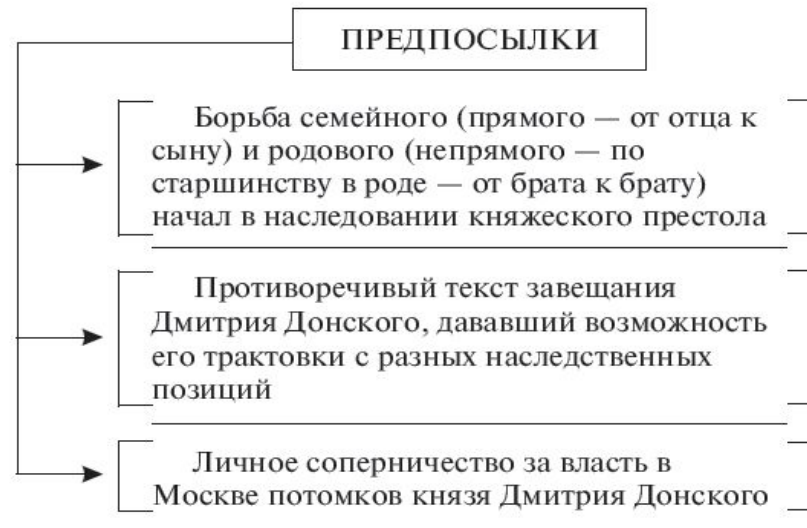 ПРЕДПОСЫЛКИ
Борьба семейного (прямого — от отца к
сыну) и родового (непрямого — по
старшинству в роде — от брата к брату)
начал в наследовании княжеского престола
Противоречивый текст завещания
Дмитрия Донского, дававший возможность
его трактовки с разных наследственных
позиций
Личное соперничество за власть в
Москве потомков князя Дмитрия Донского